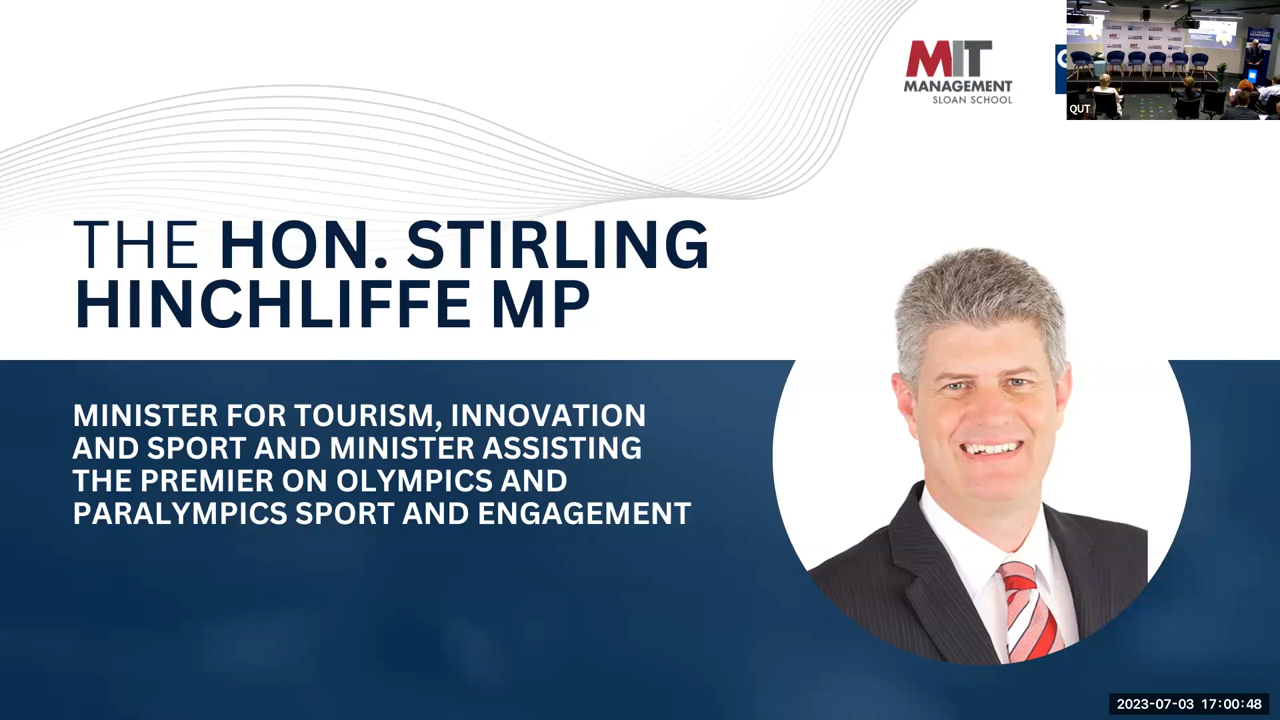 MIT
MANAGEMENT
SLOAN SCHOOL
QUT
THE HON. STIRLING
HINCHLIFFE MP
MINISTER FOR TOURISM, INNOVATION
AND SPORT AND MINISTER ASSISTING
THE PREMIER ON OLYMPICS AND
PARALYMPICS SPORT AND ENGAGEMENT
2023-07-03 17:00:48